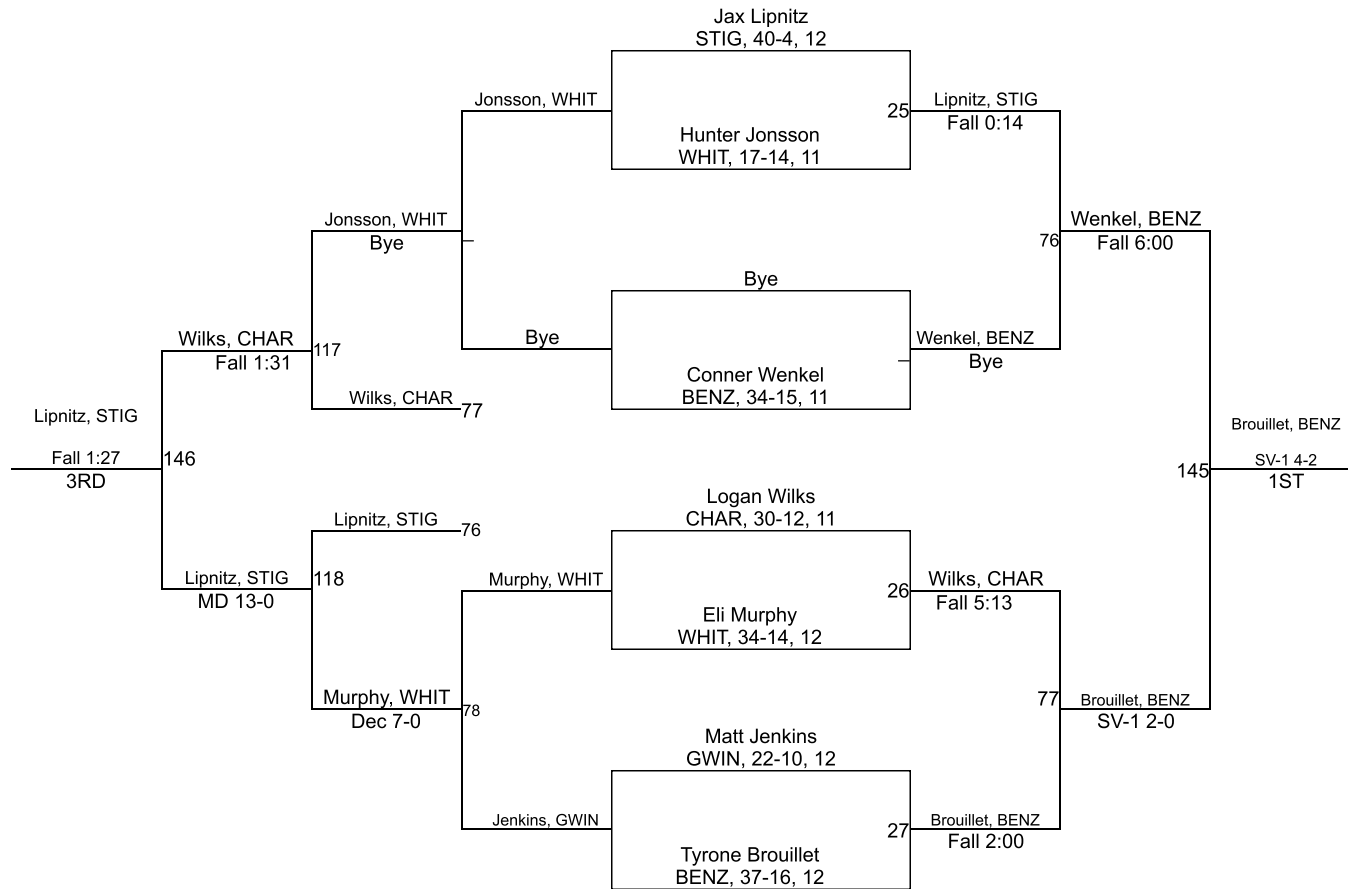 Jax Lipnitz
STIG, 40-4, 12
Jonsson, WHIT
25
Lipnitz, STIG
Fall 0:14
Hunter Jonsson
WHIT, 17-14, 11
Jonsson, WHIT
Bye
–
76
Wenkel, BENZ
Fall 6:00
Bye
Bye
Wenkel, BENZ
–
Bye
Conner Wenkel
BENZ, 34-15, 11
Wilks, CHAR
Fall 1:31
117
Wilks, CHAR
77
Lipnitz, STIG
Fall 1:27
3RD
146
Brouillet, BENZ
SV-1 4-2
1ST
145
Logan Wilks
CHAR, 30-12, 11
Lipnitz, STIG
76
Lipnitz, STIG
MD 13-0
118
Murphy, WHIT
26
Wilks, CHAR
Fall 5:13
Eli Murphy
WHIT, 34-14, 12
Murphy, WHIT
Dec 7-0
78
77
Brouillet, BENZ
SV-1 2-0
Matt Jenkins
GWIN, 22-10, 12
Jenkins, GWIN
27
Brouillet, BENZ
Fall 2:00
Tyrone Brouillet
BENZ, 37-16, 12